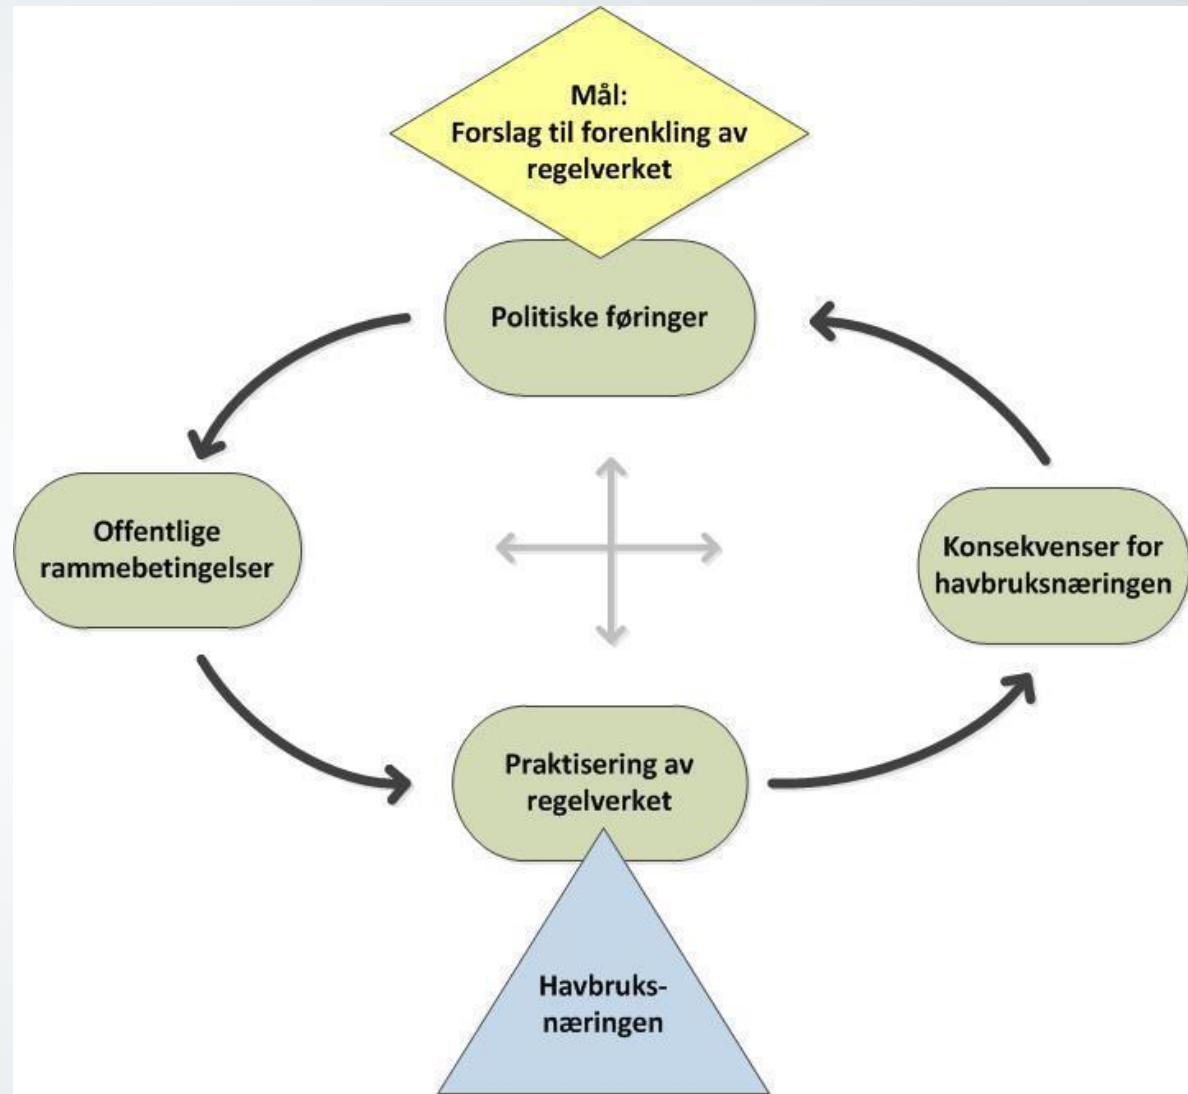 Mål:
Forslag til forenkling av
regelverket
Politiske føringer
Offentlige
rammebetingelser
Konsekvenser for
havbruksnæringen
Praktisering av
regelverket
Havbruks-
næringen